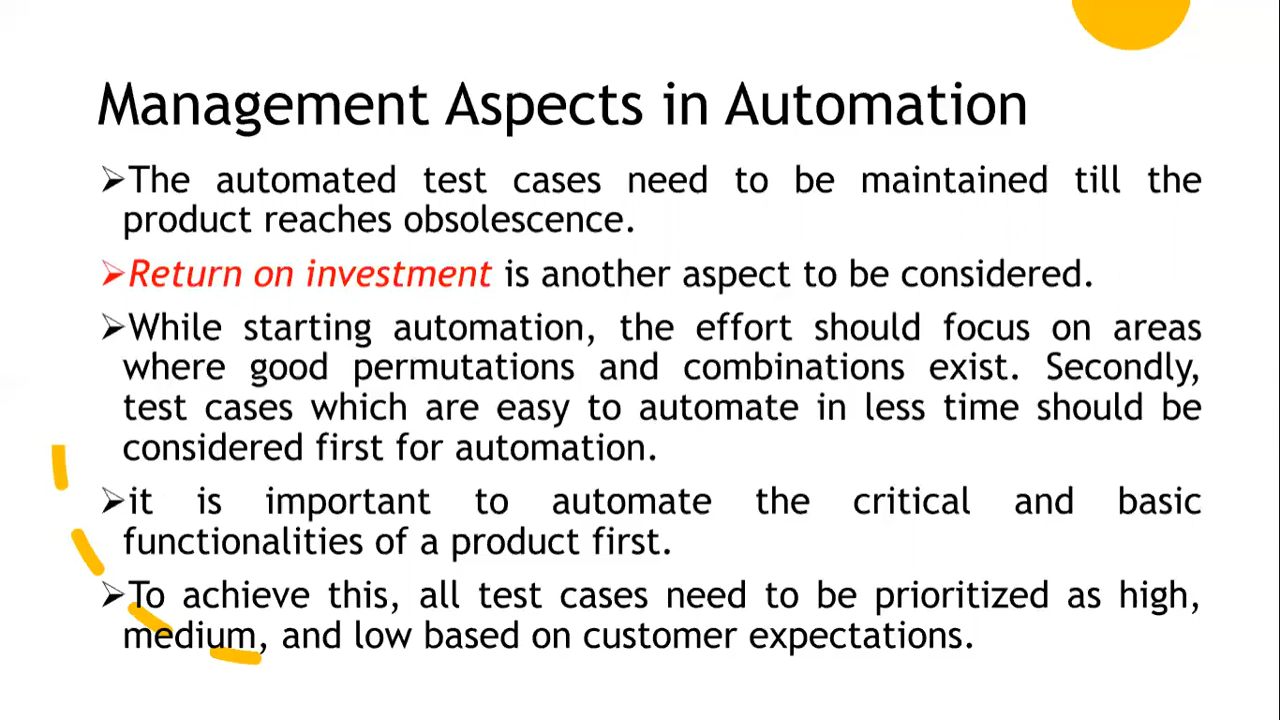 Management Aspects in Automation
➢The automated test cases need to be maintained till the
product reaches obsolescence.
➢Return on investment is another aspect to be considered.
➢While starting automation, the effort should focus on areas
where good permutations and combinations exist. Secondly,
test cases which are easy to automate in less time should be
considered first for automation.
➢it is important to automate the critical and basic
functionalities of a product first.
➢To achieve this, all test cases need to be prioritized as high,
medium, and low based on customer expectations.